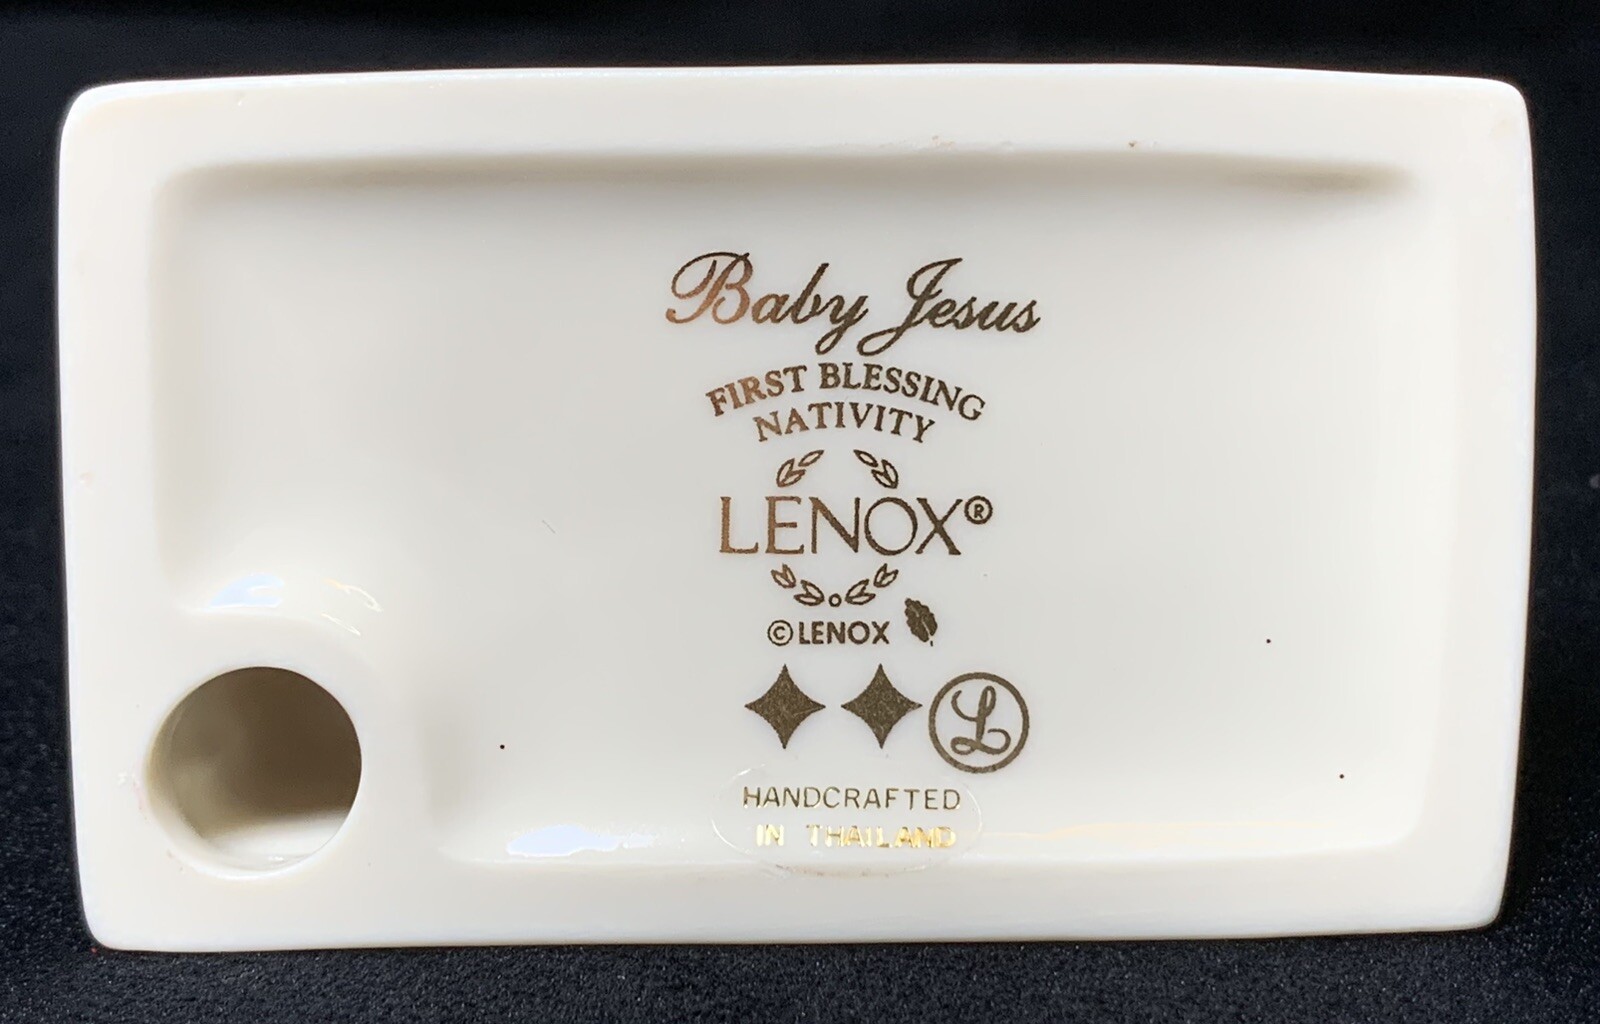 Baby Jesus
FIRST BLESSING
NATIVITY
LENOX®
© LENOX
L
HANDCRAFTED
IN THAILAND